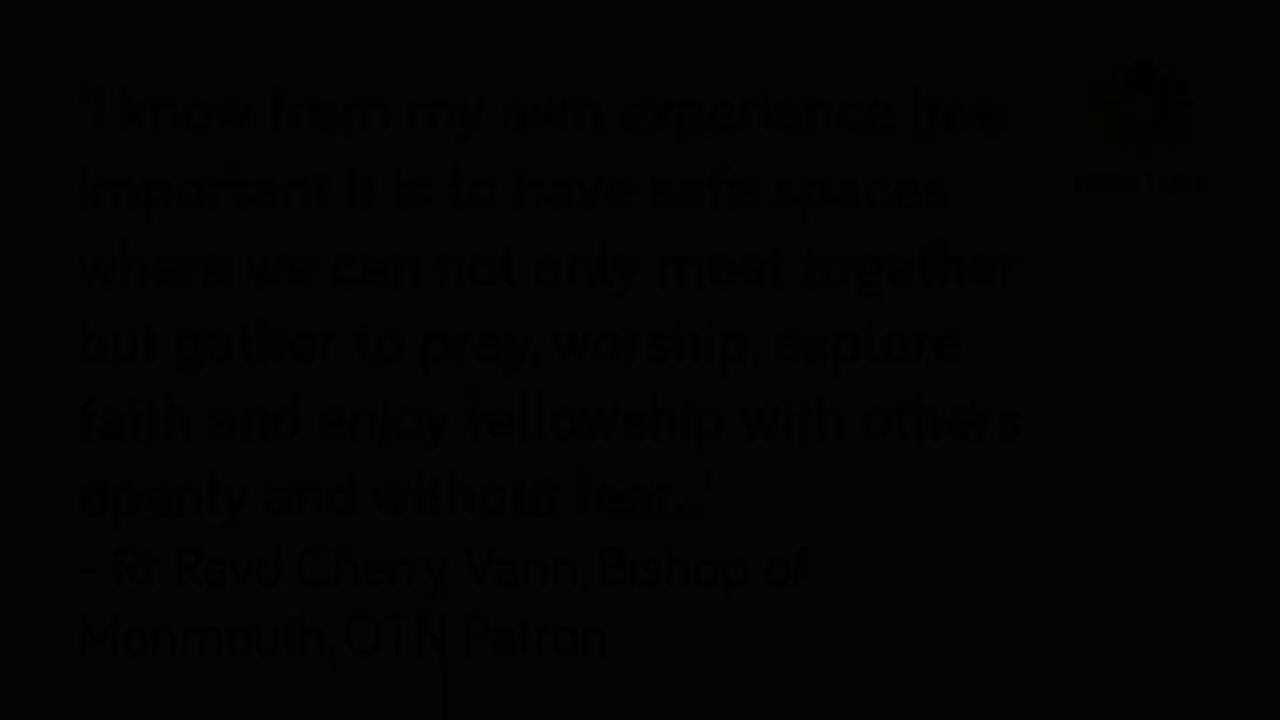 'I know from my own experience how
important it is to have safe spaces
where we can not only meet together
but gather to pray, worship, explore
faith and enjoy fellowship with others
openly and without fear...'
– Rt Revd Cherry Vann, Bishop of
Monmouth, OTN Patron